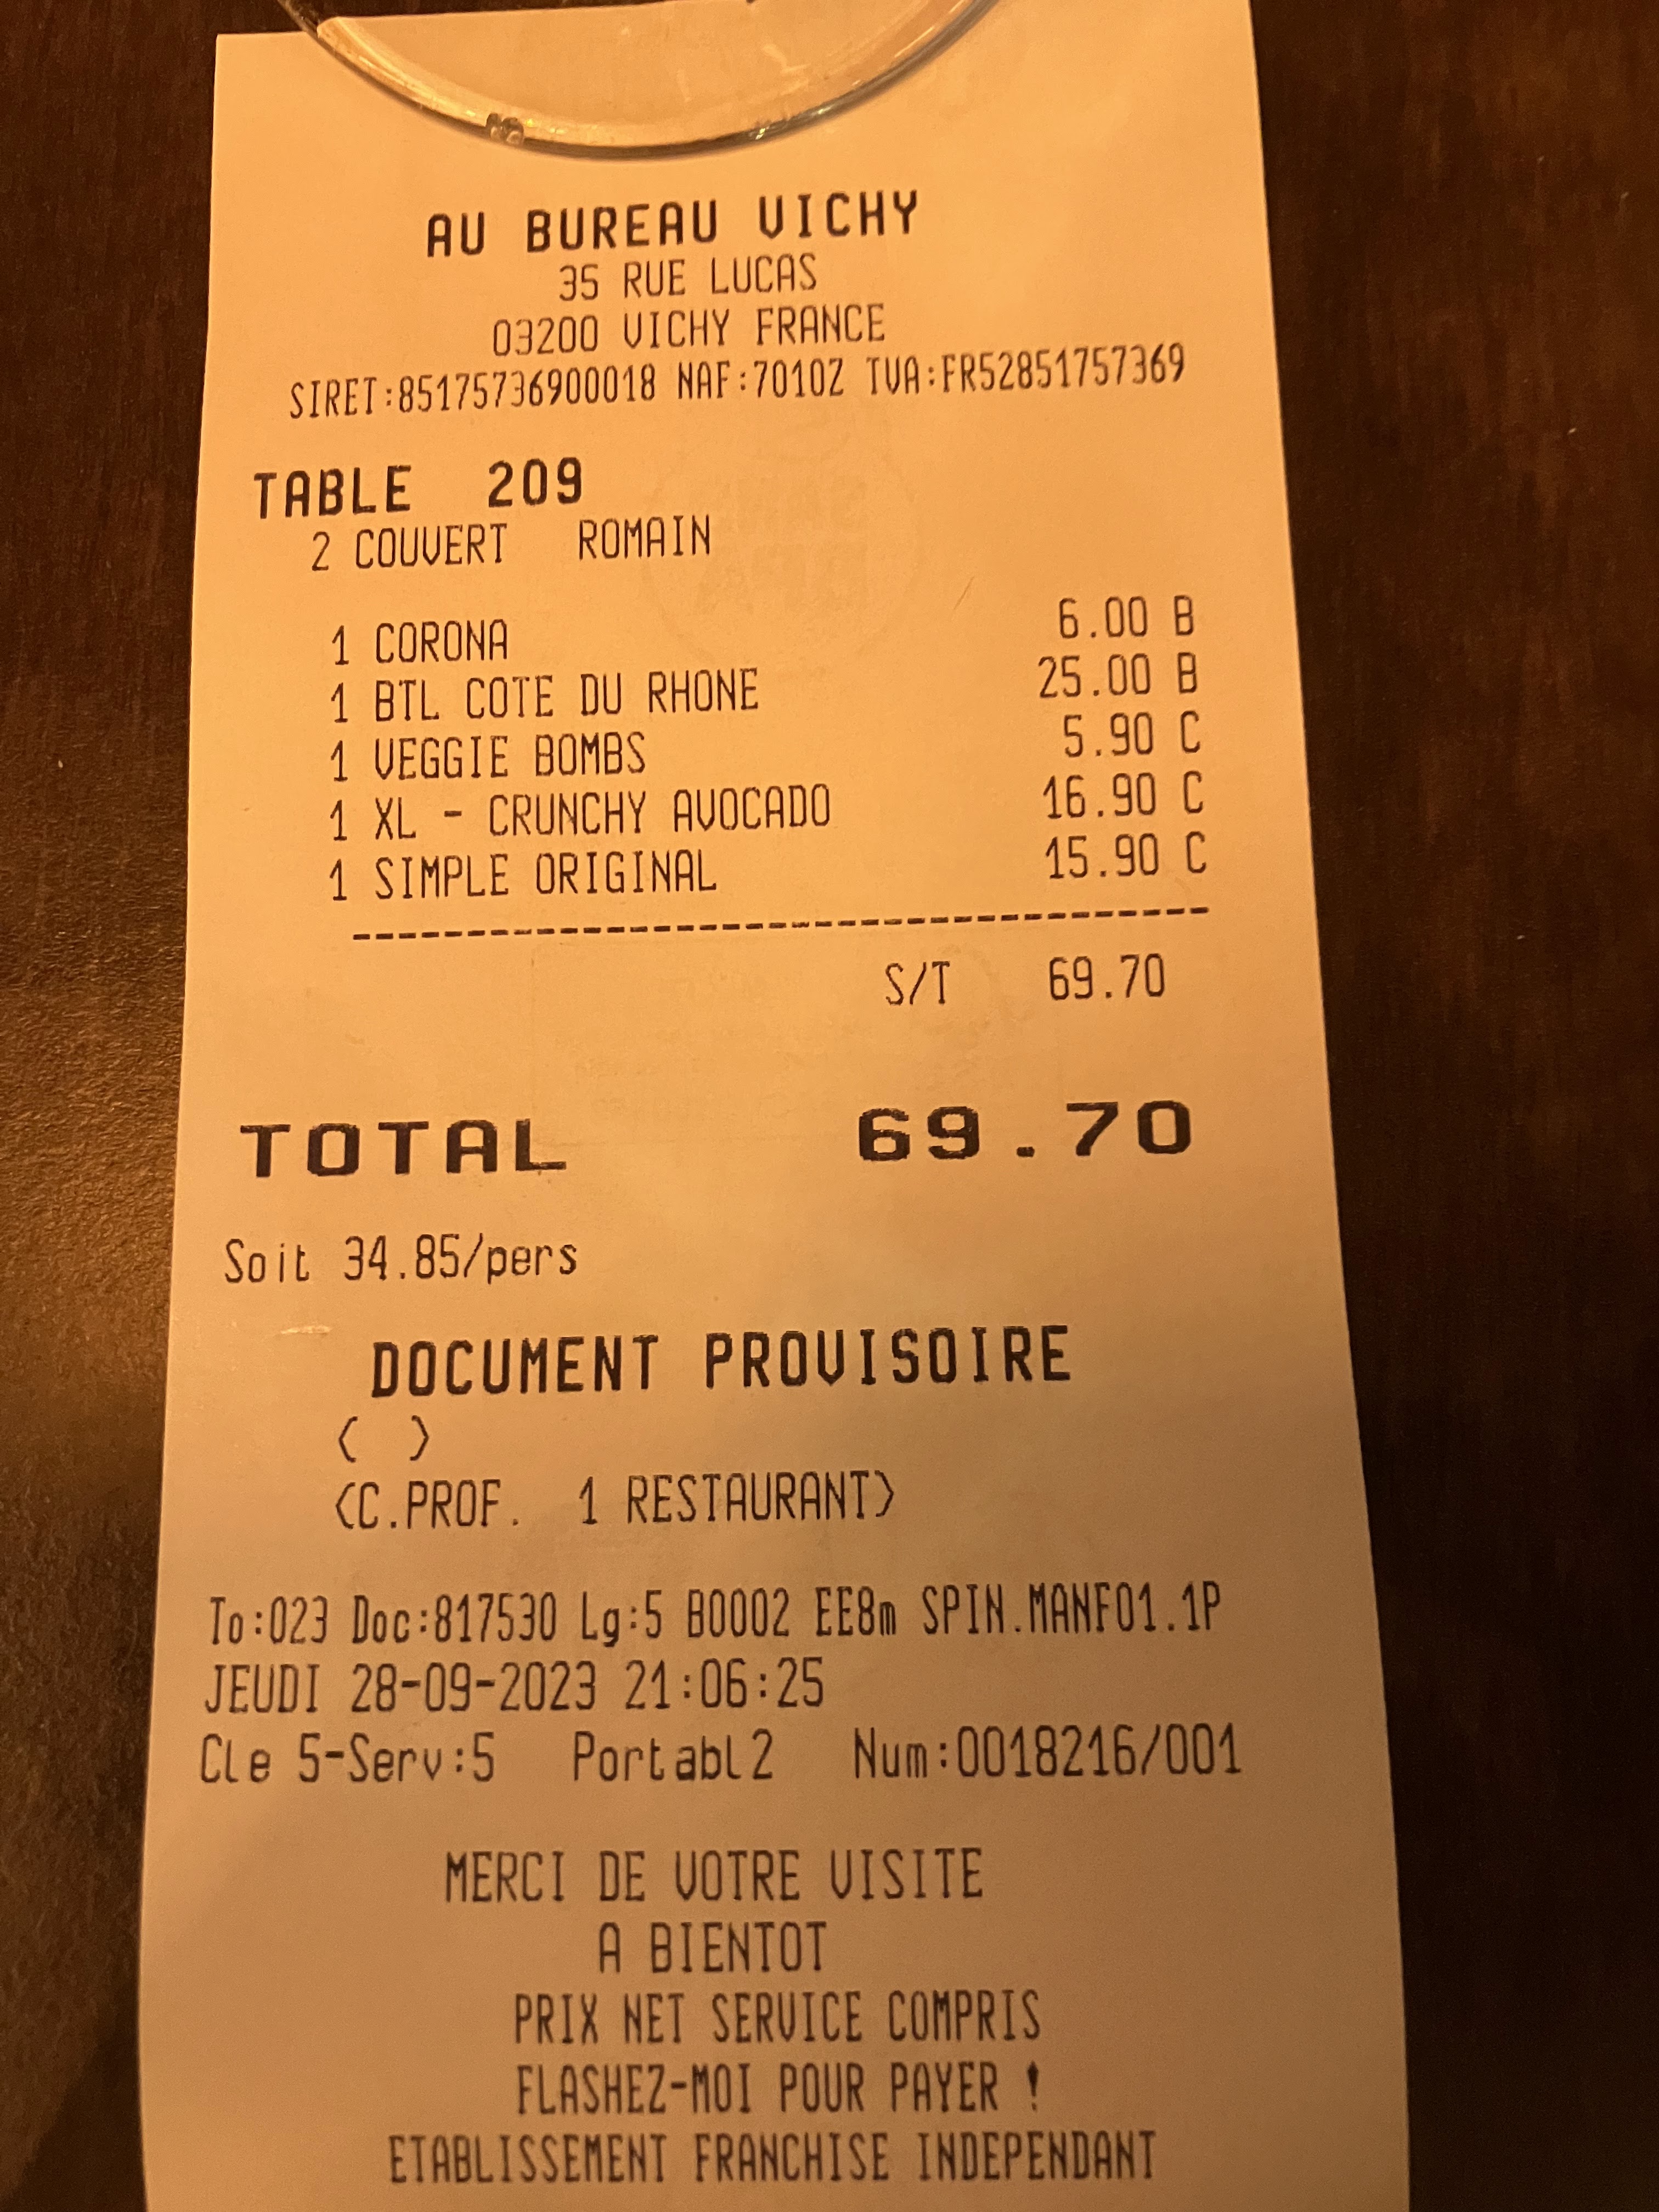 AU BUREAU VICHY
35 RUE LUCAS
03200 VICHY FRANCE
SIRET:85175736900018 NAF:7010Z TVA:FR52851757369
TABLE 209
2 COUVERT ROMAIN
1 CORONA 6.00 B
1 BTL COTE DU RHONE 25.00 B
1 VEGGIE BOMBS 5.90 C
1 XL - CRUNCHY AVOCADO 16.90 C
1 SIMPLE ORIGINAL 15.90 C
----------------------------------------
S/T 69.70
TOTAL 69.70
Soit 34.85/pers
DOCUMENT PROVISOIRE
( )
(C.PROF. 1 RESTAURANT)
To:023 Doc:817530 Lg:5 B0002 EE8m SPIN.MANF01.1P
JEUDI 28-09-2023 21:06:25
Cle 5-Serv:5 Portabl2 Num:0018216/001
MERCI DE VOTRE VISITE
A BIENTOT
PRIX NET SERVICE COMPRIS
FLASHEZ-MOI POUR PAYER !
ETABLISSEMENT FRANCHISE INDEPENDANT